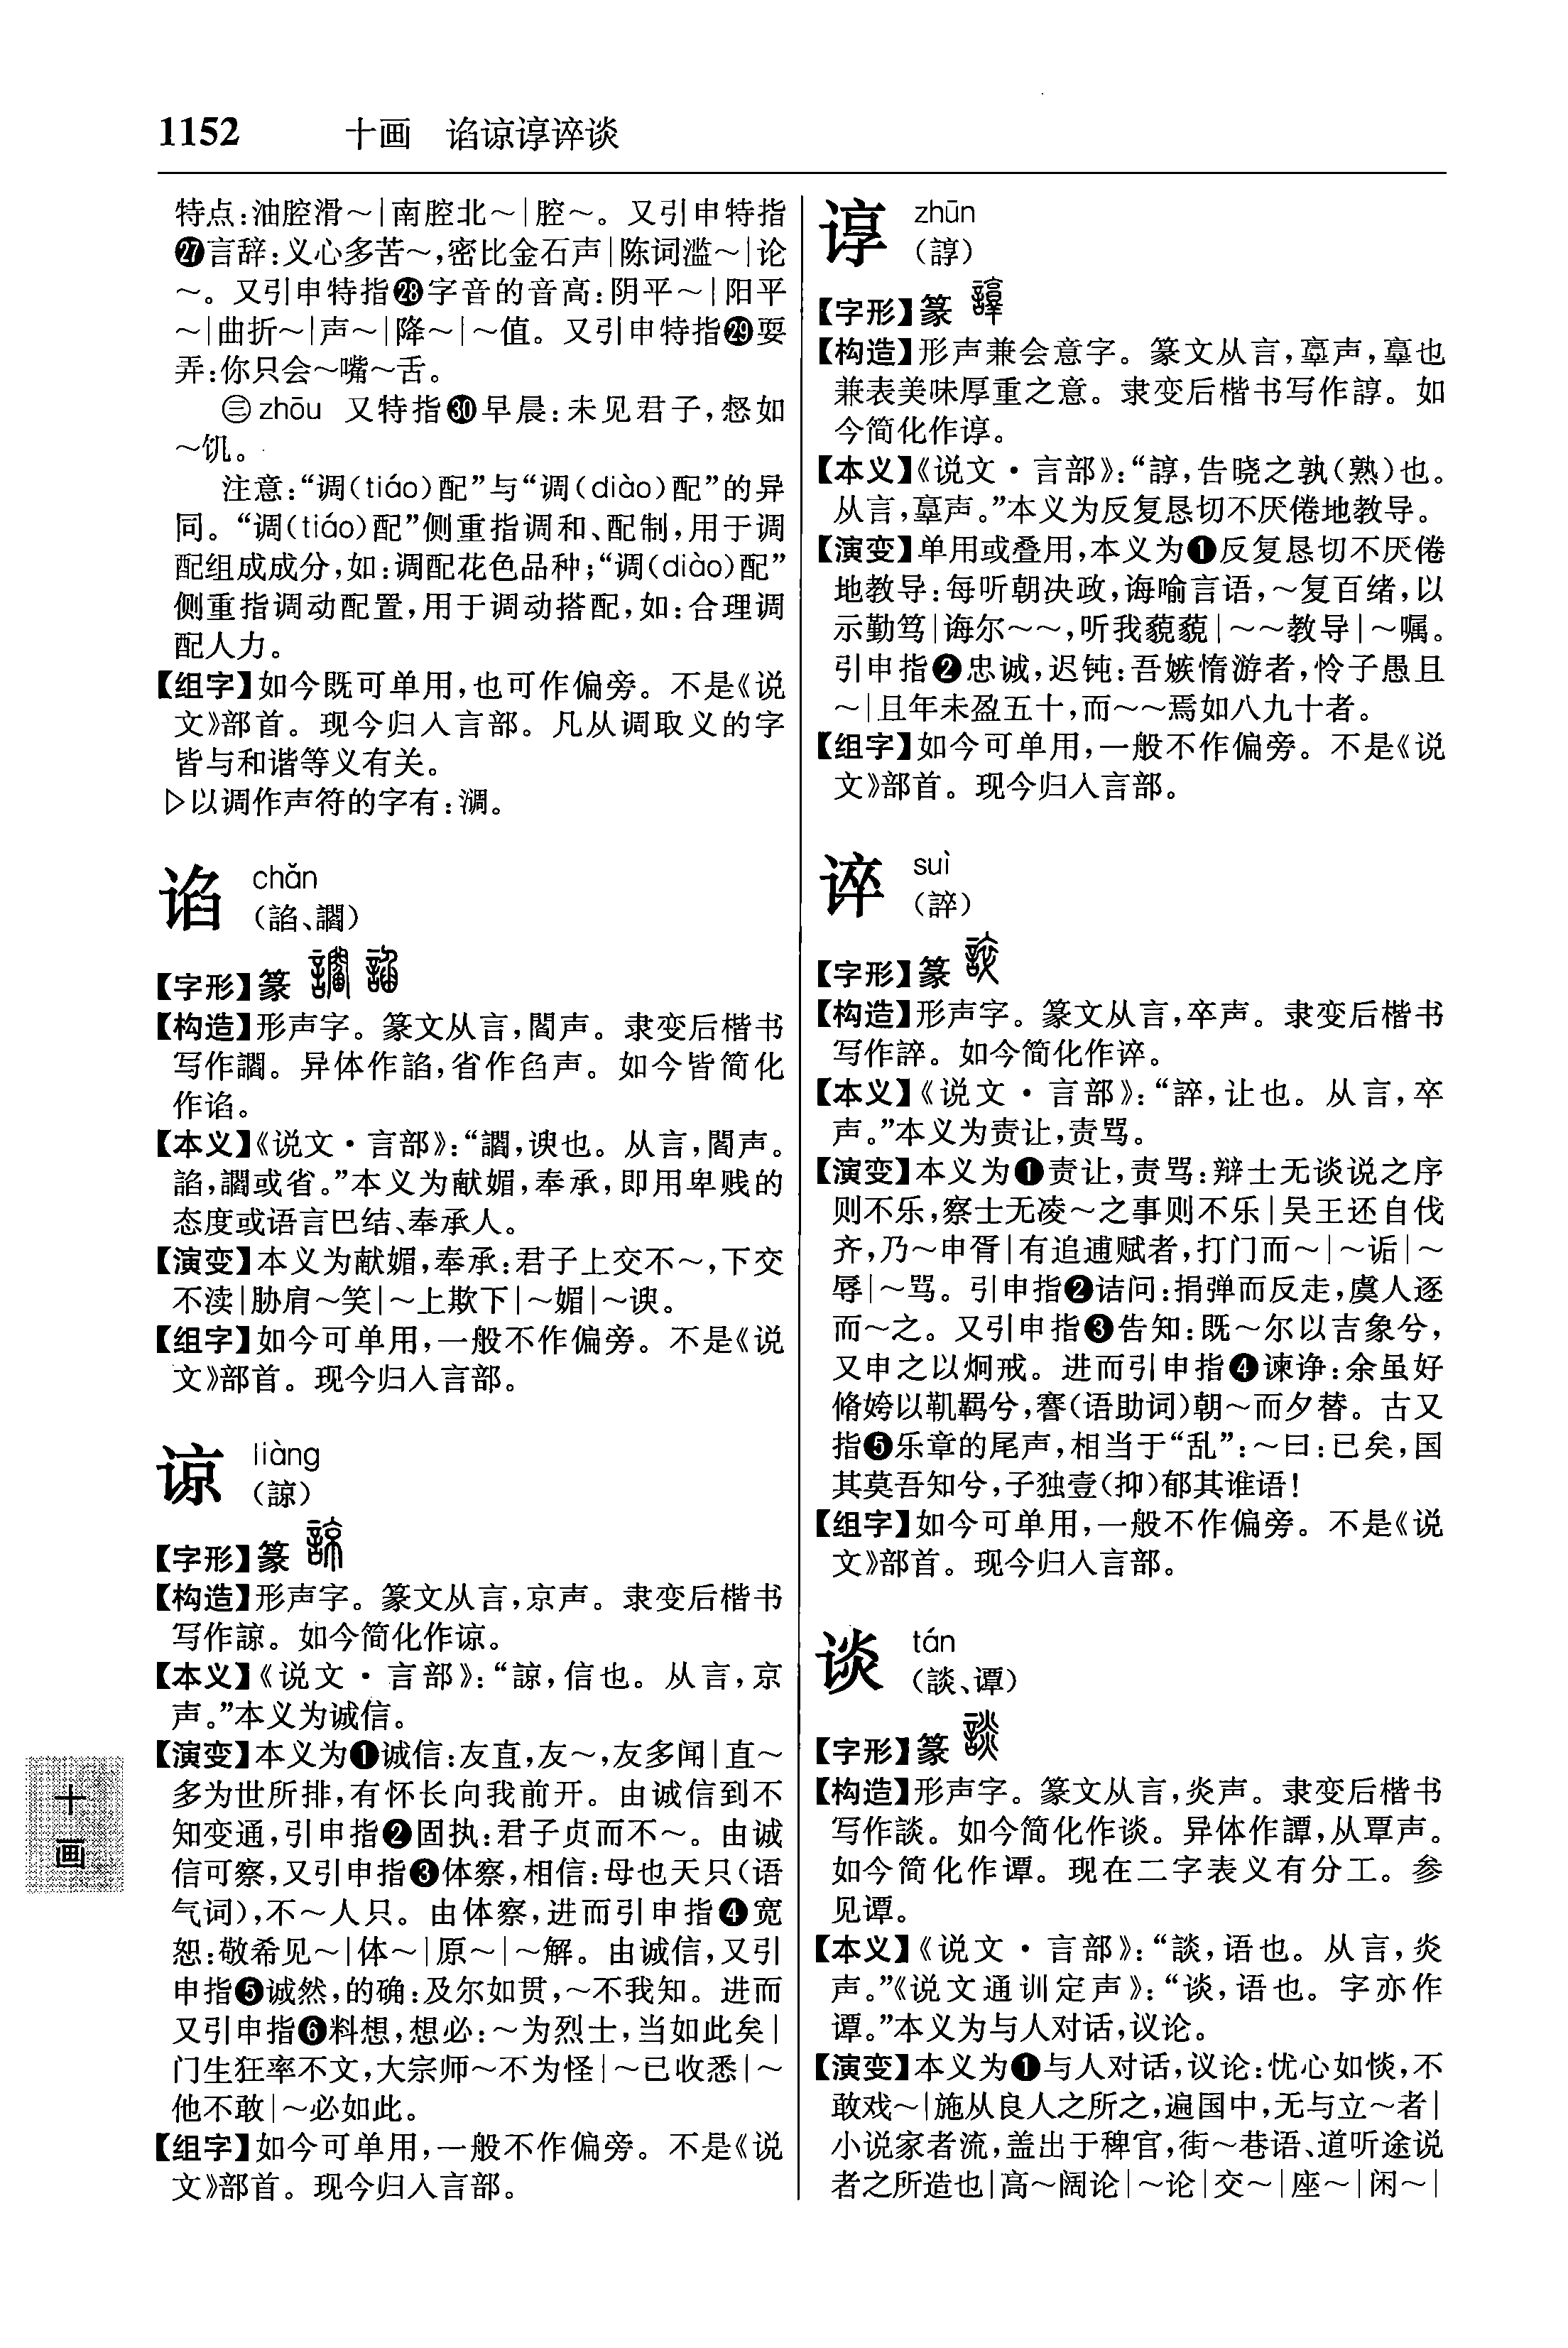 1152 十画 谄谅谆谇谈
特点:油腔滑～|南腔北～|腔～。又引申特指
㉗言辞:义心多苦～,密比金石声|陈词滥～|论
～。又引申特指㉘字音的音高:阴平～|阳平
～|曲折～|声～|降～|～值。又引申特指㉙耍
弄:你只会～嘴～舌。
㊂zhōu 又特指㉚早晨:未见君子,惄如
～饥。
注意:“调(tiáo)配”与“调(diào)配”的异
同。“调(tiáo)配”侧重指调和、配制,用于调
配组成成分,如:调配花色品种;“调(diào)配”
侧重指调动配置,用于调动搭配,如:合理调
配人力。
【组字】如今既可单用,也可作偏旁。不是《说
文》部首。现今归入言部。凡从调取义的字
皆与和谐等义有关。
▷以调作声符的字有:㵞。
谄 chǎn
(諂、讇)
【字形】篆
【构造】形声字。篆文从言,閻声。隶变后楷书
写作讇。异体作諂,省作臽声。如今皆简化
作谄。
【本义】《说文·言部》:“讇,谀也。从言,閻声。
諂,讇或省。”本义为献媚,奉承,即用卑贱的
态度或语言巴结、奉承人。
【演变】本义为献媚,奉承:君子上交不～,下交
不渎|胁肩～笑|～上欺下|～媚|～谀。
【组字】如今可单用,一般不作偏旁。不是《说
文》部首。现今归入言部。
谅 liàng
(諒)
【字形】篆
【构造】形声字。篆文从言,京声。隶变后楷书
写作諒。如今简化作谅。
【本义】《说文·言部》:“諒,信也。从言,京
声。”本义为诚信。
【演变】本义为❶诚信:友直,友～,友多闻|直～
多为世所排,有怀长向我前开。由诚信到不
知变通,引申指❷固执:君子贞而不～。由诚
信可察,又引申指❸体察,相信:母也天只(语
气词),不～人只。由体察,进而引申指❹宽
恕:敬希见～|体～|原～|～解。由诚信,又引
申指❺诚然,的确:及尔如贯,～不我知。进而
又引申指❻料想,想必:～为烈士,当如此矣|
门生狂率不文,大宗师～不为怪|～已收悉|～
他不敢|～必如此。
【组字】如今可单用,一般不作偏旁。不是《说
文》部首。现今归入言部。
谆 zhūn
(諄)
【字形】篆
【构造】形声兼会意字。篆文从言,𦎫声,𦎫也
兼表美味厚重之意。隶变后楷书写作諄。如
今简化作谆。
【本义】《说文·言部》:“諄,告晓之孰(熟)也。
从言,𦎫声。”本义为反复恳切不厌倦地教导。
【演变】单用或叠用,本义为❶反复恳切不厌倦
地教导:每听朝决政,诲喻言语,～复百绪,以
示勤笃|诲尔～～,听我藐藐|～～教导|～嘱。
引申指❷忠诚,迟钝:吾嫉惰游者,怜子愚且
～|且年未盈五十,而～～焉如八九十者。
【组字】如今可单用,一般不作偏旁。不是《说
文》部首。现今归入言部。
谇 suì
(誶)
【字形】篆
【构造】形声字。篆文从言,卒声。隶变后楷书
写作誶。如今简化作谇。
【本义】《说文·言部》:“誶,让也。从言,卒
声。”本义为责让,责骂。
【演变】本义为❶责让,责骂:辩士无谈说之序
则不乐,察士无凌～之事则不乐|吴王还自伐
齐,乃～申胥|有追逋赋者,打门而～|～诟|～
辱|～骂。引申指❷诘问:捐弹而反走,虞人逐
而～之。又引申指❸告知:既～尔以吉象兮,
又申之以炯戒。进而引申指❹谏诤:余虽好
脩姱以鞿羁兮,謇(语助词)朝～而夕替。古又
指❺乐章的尾声,相当于“乱”:～曰:已矣,国
其莫吾知兮,子独壹(抑)郁其谁语!
【组字】如今可单用,一般不作偏旁。不是《说
文》部首。现今归入言部。
谈 tán
(談、谭)
【字形】篆
【构造】形声字。篆文从言,炎声。隶变后楷书
写作談。如今简化作谈。异体作譚,从覃声。
如今简化作谭。现在二字表义有分工。参
见谭。
【本义】《说文·言部》:“談,语也。从言,炎
声。”《说文通训定声》:“谈,语也。字亦作
谭。”本义为与人对话,议论。
【演变】本义为❶与人对话,议论:忧心如惔,不
敢戏～|施从良人之所之,遍国中,无与立～者|
小说家者流,盖出于稗官,街～巷语、道听途说
者之所造也|高～阔论|～论|交～|座～|闲～|
十
画